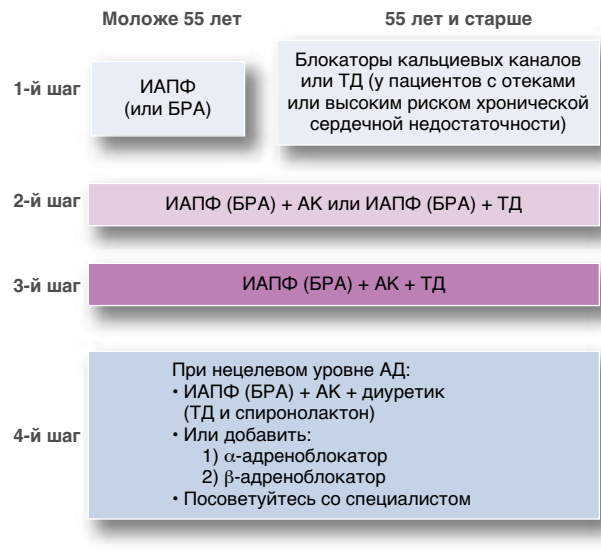 Моложе 55 лет
55 лет и старше
1-й шаг
ИАПФ
(или БРА)
Блокаторы кальциевых каналов
или ТД (у пациентов с отеками
или высоким риском хронической
сердечной недостаточности)
2-й шаг
ИАПФ (БРА) + АК или ИАПФ (БРА) + ТД
3-й шаг
ИАПФ (БРА) + АК + ТД
4-й шаг
При нецелевом уровне АД:
• ИАПФ (БРА) + АК + диуретик
(ТД и спиронолактон)
• Или добавить:
1) α-адреноблокатор
2) β-адреноблокатор
• Посоветуйтесь со специалистом